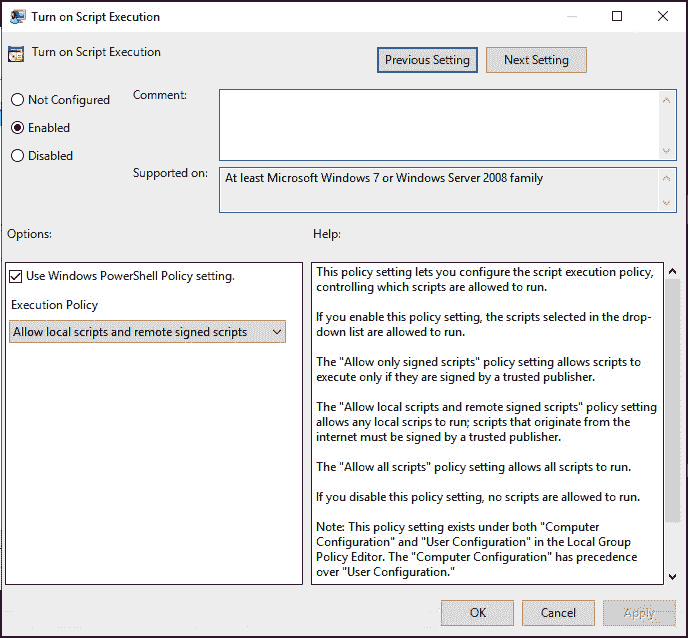 Turn on Script Execution
Turn on Script Execution
Previous Setting
Next Setting
Not Configured
Enabled
Disabled
Comment:
Supported on:
At least Microsoft Windows 7 or Windows Server 2008 family
Options:
Help:
Use Windows PowerShell Policy setting.
Execution Policy
Allow local scripts and remote signed scripts
This policy setting lets you configure the script execution policy,
controlling which scripts are allowed to run.
If you enable this policy setting, the scripts selected in the drop-
down list are allowed to run.
The "Allow only signed scripts" policy setting allows scripts to
execute only if they are signed by a trusted publisher.
The "Allow local scripts and remote signed scripts" policy setting
allows any local scrips to run; scripts that originate from the
internet must be signed by a trusted publisher.
The "Allow all scripts" policy setting allows all scripts to run.
If you disable this policy setting, no scripts are allowed to run.
Note: This policy setting exists under both "Computer
Configuration" and "User Configuration" in the Local Group
Policy Editor. The "Computer Configuration" has precedence
over "User Configuration."
OK
Cancel
Apply